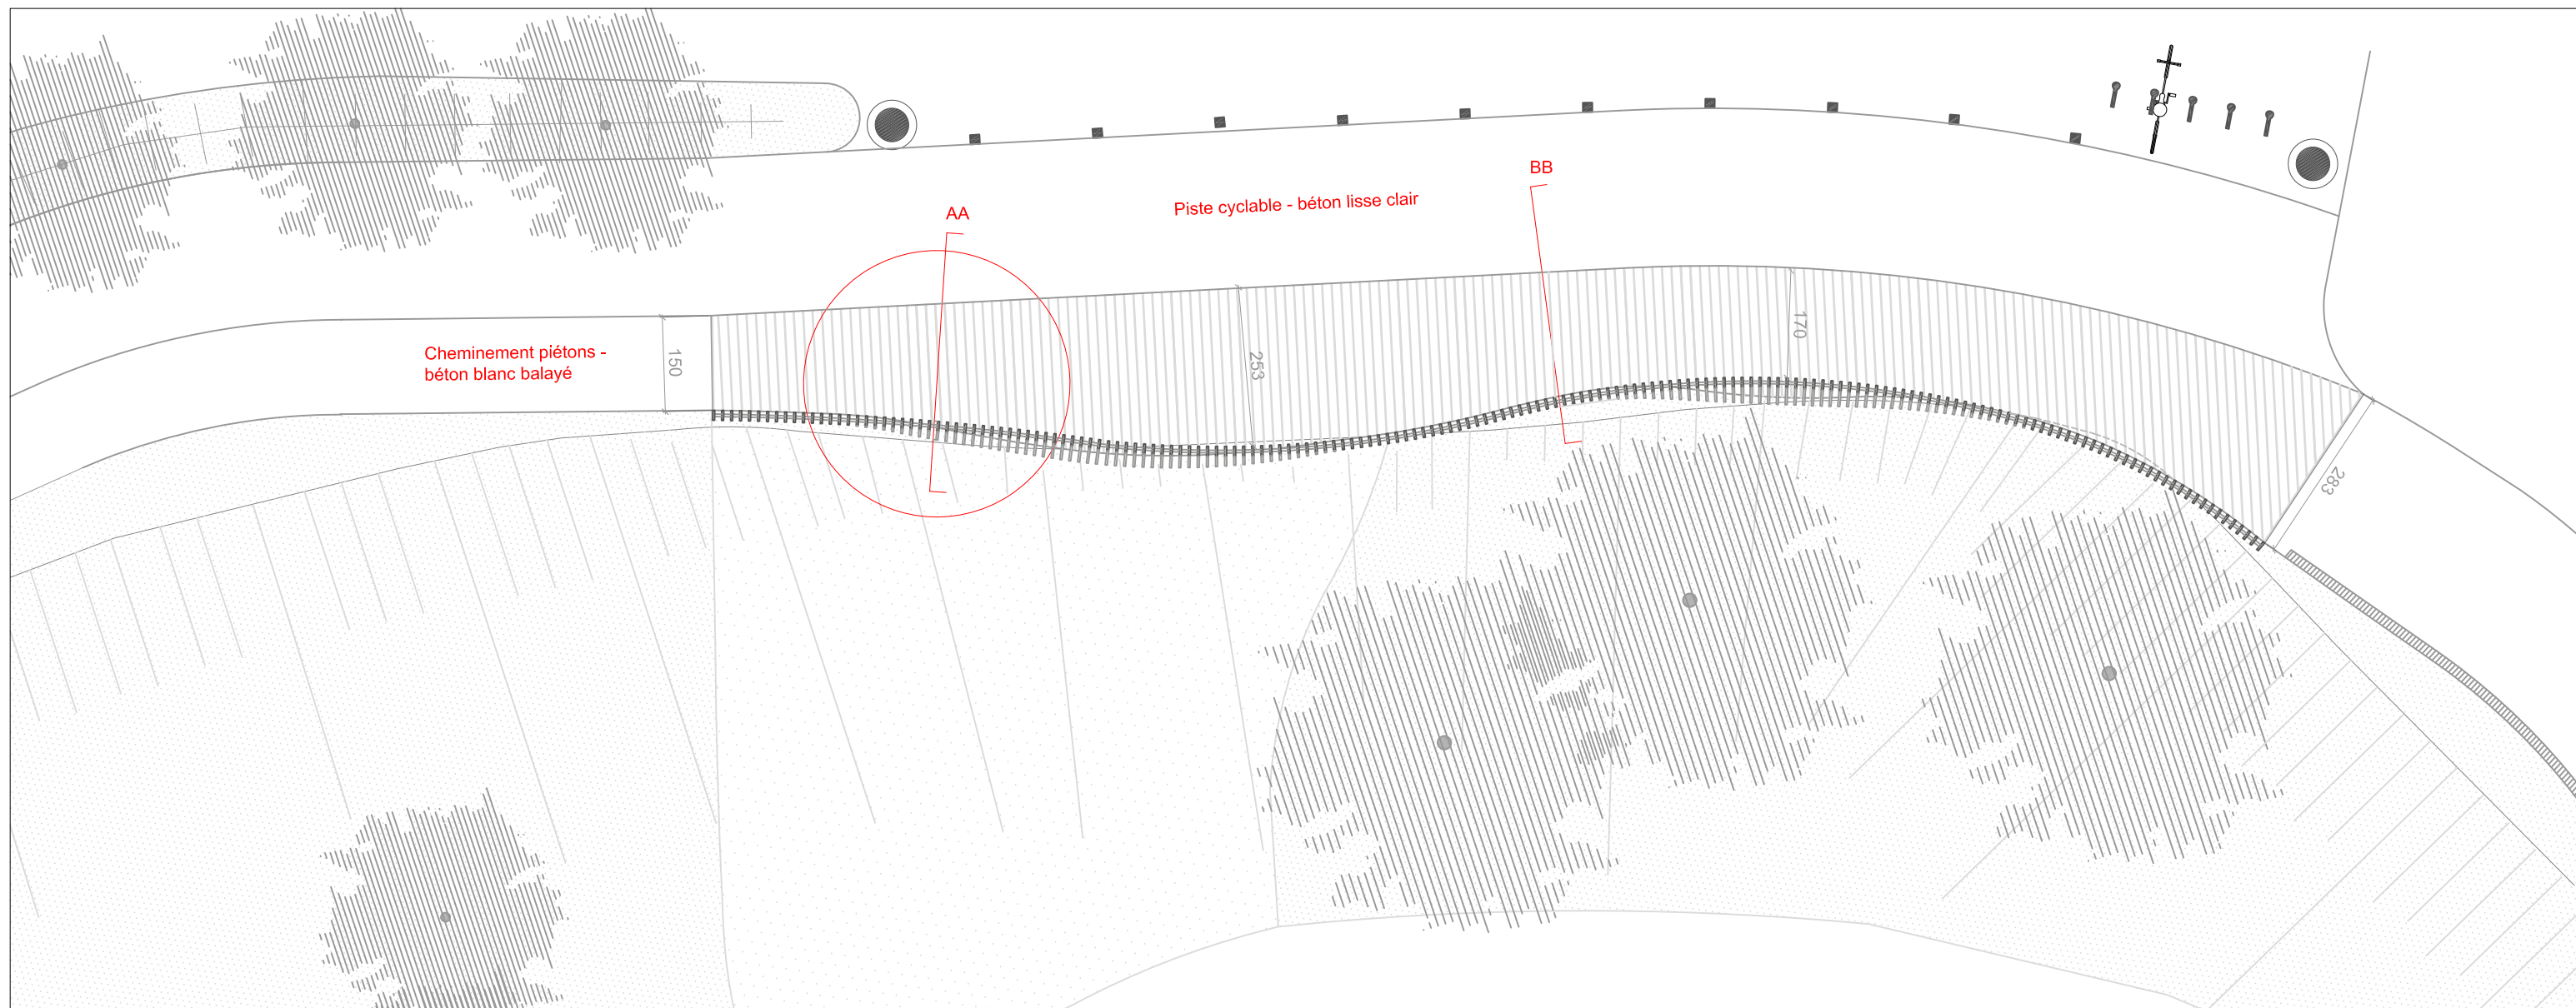 BB
AA
Piste cyclable - béton lisse clair
Cheminement piétons -
béton blanc balayé
150
253
170
283